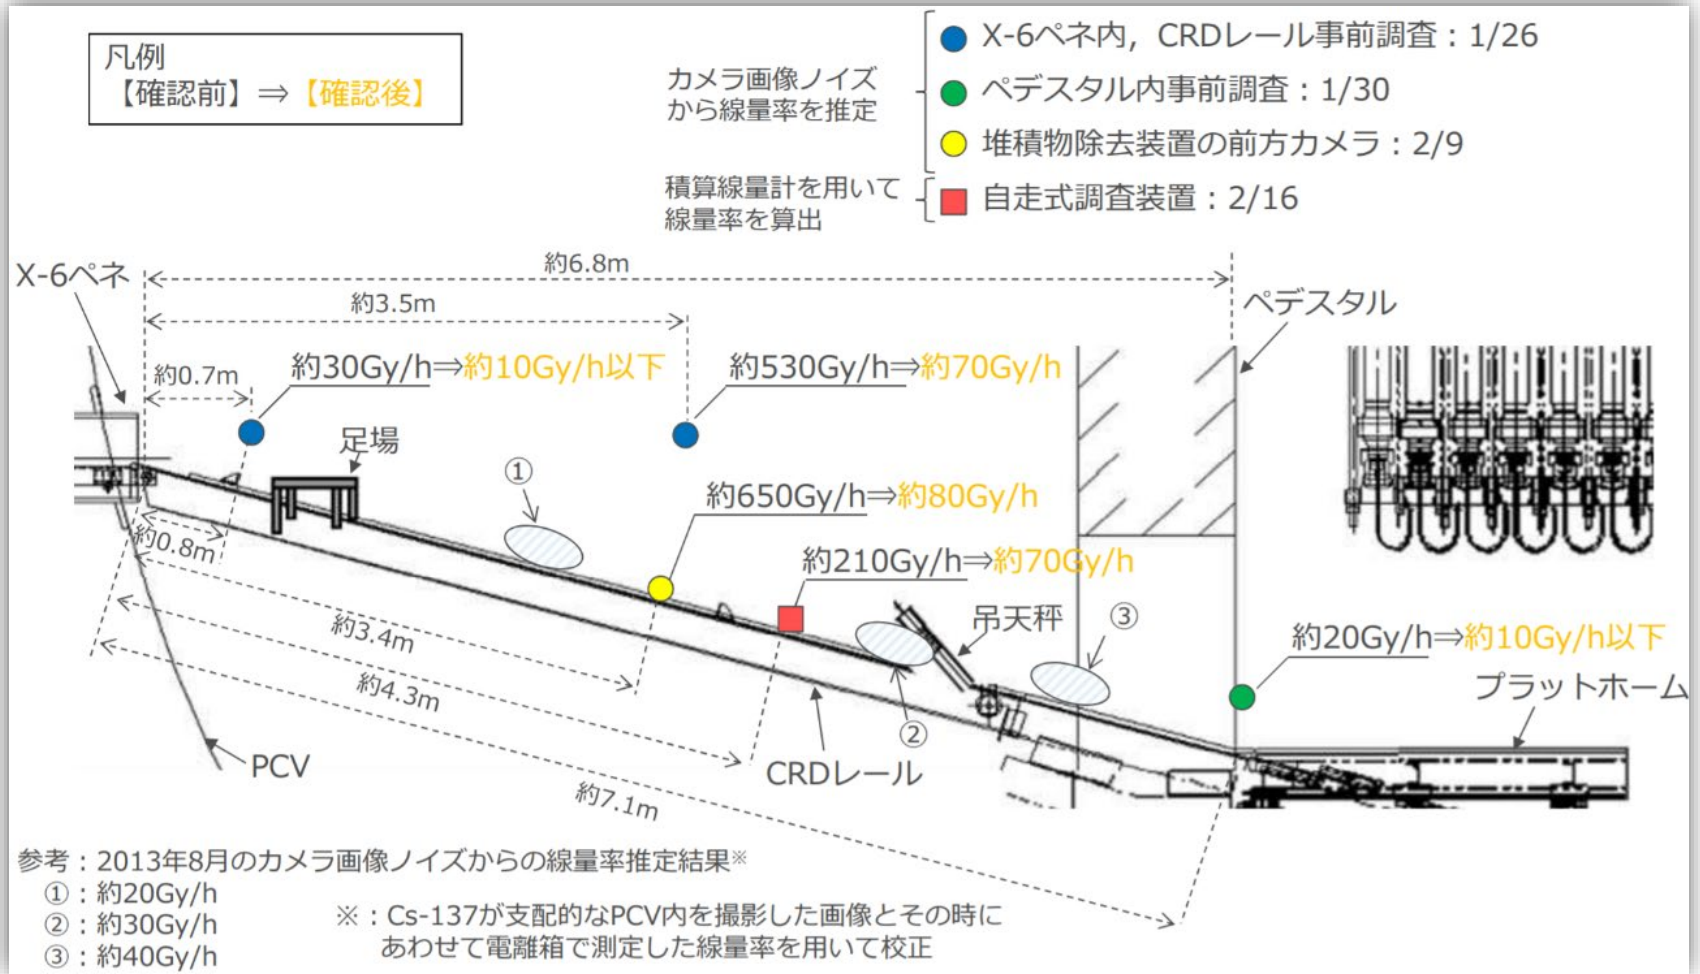 凡例
【確認前】⇒【確認後】
カメラ画像ノイズ
から線量率を推定
X-6ペネ内，CRDレール事前調査：1/26
ペデスタル内事前調査：1/30
堆積物除去装置の前方カメラ：2/9
積算線量計を用いて
線量率を算出
自走式調査装置：2/16
約6.8m
X-6ペネ
約3.5m
ペデスタル
約0.7m
約30Gy/h⇒約10Gy/h以下
約530Gy/h⇒約70Gy/h
足場
①
約650Gy/h⇒約80Gy/h
約0.8m
約210Gy/h⇒約70Gy/h
吊天秤
③
約3.4m
約20Gy/h⇒約10Gy/h以下
約4.3m
プラットホーム
②
PCV
CRDレール
約7.1m
参考：2013年8月のカメラ画像ノイズからの線量率推定結果※
①：約20Gy/h
②：約30Gy/h
③：約40Gy/h
※：Cs-137が支配的なPCV内を撮影した画像とその時に
あわせて電離箱で測定した線量率を用いて校正